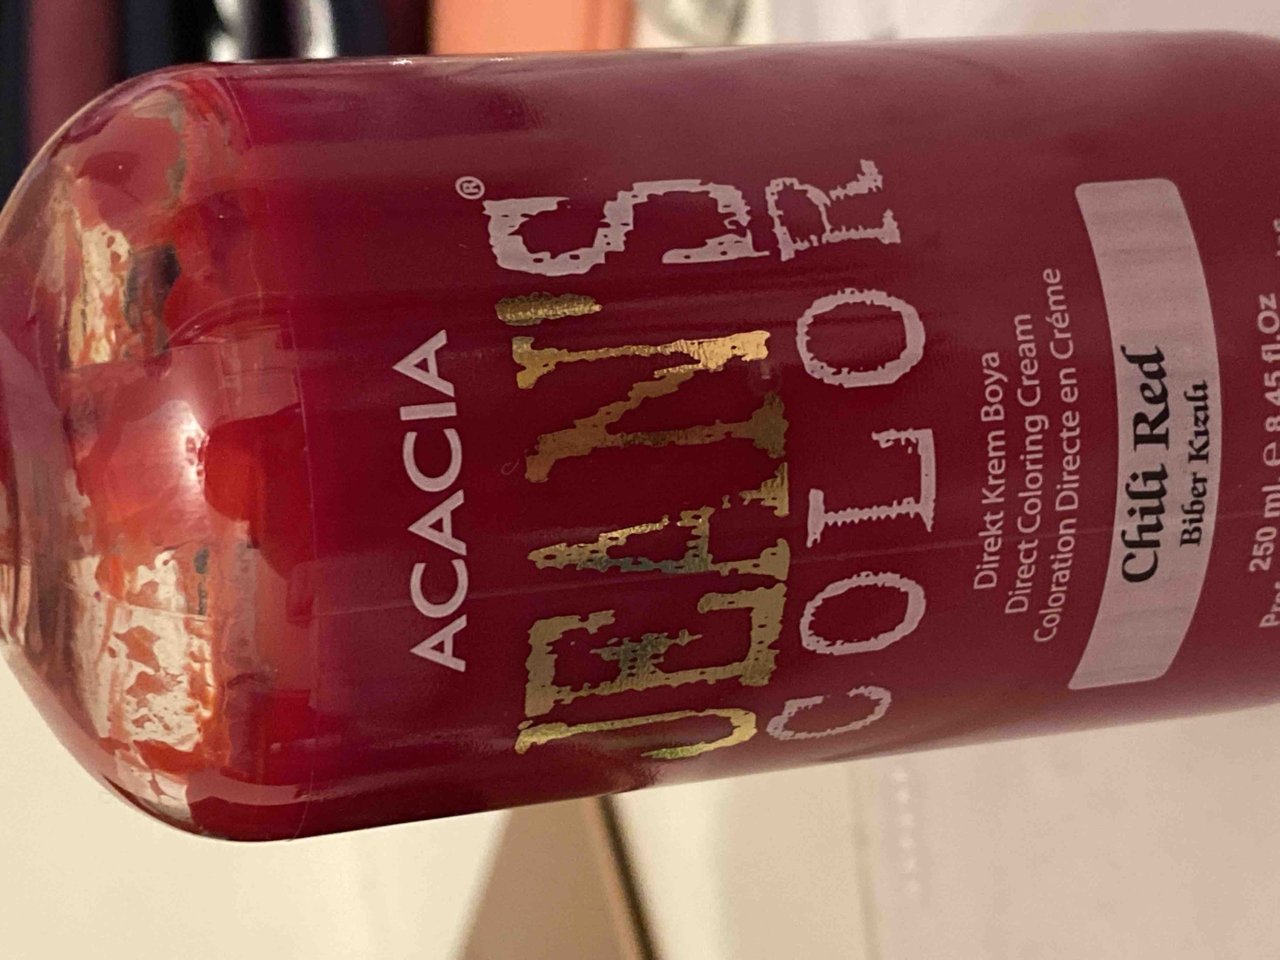 ACACIA
JEAN'S®
COLOR
Direkt Krem Boya
Direct Coloring Cream
Coloration Directe en Créme
Chili Red
Biber Kızılı
250 mL ℮ 8.45 fl.Oz